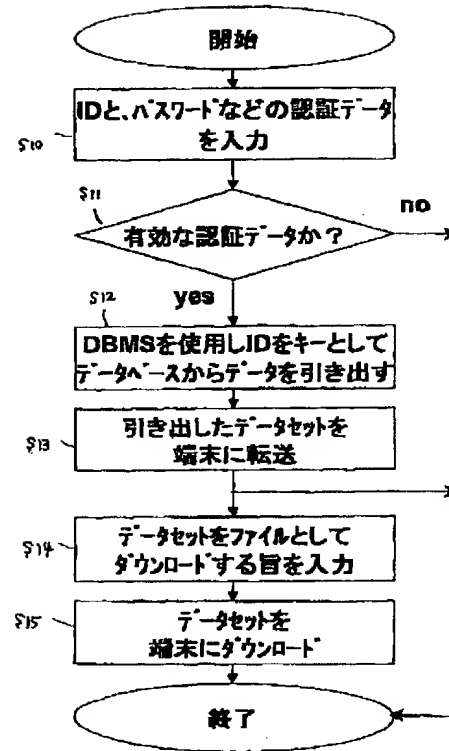 開始
IDと、パスワードなどの認証データ
を入力
S10
S11
有効な認証データか？
no
S12
yes
DBMSを使用しIDをキーとして
データベースからデータを引き出す
引き出したデータセットを
端末に転送
S13
データセットをファイルとして
ダウンロードする旨を入力
S14
データセットを
端末にダウンロード
S15
終了